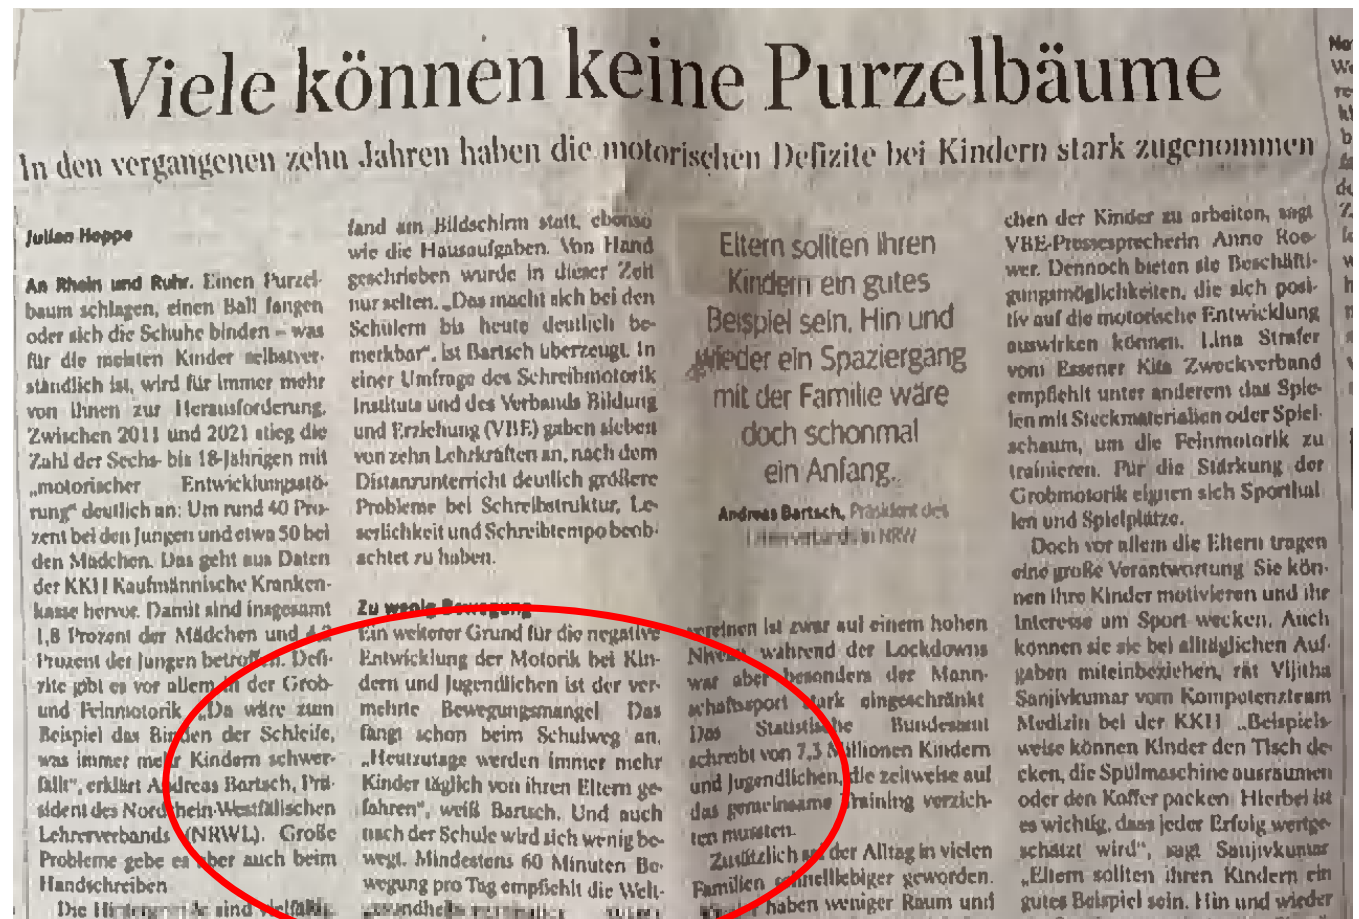 Viele können keine Purzelbäume
In den vergangenen zehn Jahren haben die motorischen Defizite bei Kindern stark zugenommen
Julian Hoppe
An Rhein und Ruhr. Einen Purzel-
baum schlagen, einen Ball fangen
oder sich die Schuhe binden – was
für die meisten Kinder selbstver-
ständlich ist, wird für immer mehr
von ihnen zur Herausforderung.
Zwischen 2011 und 2021 stieg die
Zahl der Sechs- bis 18-Jährigen mit
„motorischer Entwicklungsstö-
rung“ deutlich an: Um rund 40 Pro-
zent bei den Jungen und etwa 50 bei
den Mädchen. Das geht aus Daten
der KKH Kaufmännische Kranken-
kasse hervor. Damit sind insgesamt
1,8 Prozent der Mädchen und 4,2
Prozent der Jungen betroffen. Defi-
zite gibt es vor allem in der Grob-
und Feinmotorik „Da wäre zum
Beispiel das Binden der Schleife,
was immer mehr Kindern schwer-
fällt“, erklärt Andreas Bartsch, Prä-
sident des Nordrhein-Westfälischen
Lehrerverbands (NRWL). Große
Probleme gebe es aber auch beim
Handschreiben
Die Hintergründe sind vielfältig.
fand am Bildschirm statt, ebenso
wie die Hausaufgaben. Von Hand
geschrieben wurde in dieser Zeit
nur selten. „Das macht sich bei den
Schülern bis heute deutlich be-
merkbar“, ist Bartsch überzeugt. In
einer Umfrage des Schreibmotorik
Instituts und des Verbands Bildung
und Erziehung (VBE) gaben sieben
von zehn Lehrkräften an, nach dem
Distanzunterricht deutlich größere
Probleme bei Schreibstruktur, Le-
serlichkeit und Schreibtempo beob-
achtet zu haben.
Zu wenig Bewegung
Ein weiterer Grund für die negative
Entwicklung der Motorik bei Kin-
dern und Jugendlichen ist der ver-
mehrte Bewegungsmangel Das
fängt schon beim Schulweg an.
„Heutzutage werden immer mehr
Kinder täglich von ihren Eltern ge-
fahren“, weiß Bartsch. Und auch
nach der Schule wird sich wenig be-
wegt. Mindestens 60 Minuten Be-
wegung pro Tag empfiehlt die Welt-
Eltern sollten ihren
Kindern ein gutes
Beispiel sein. Hin und
wieder ein Spaziergang
mit der Familie wäre
doch schonmal
ein Anfang.
Andreas Bartsch, Präsident des
in NRW
vereinen ist zwar auf einem hohen
Niveau, während der Lockdowns
war aber besonders der Mann-
schaftssport stark eingeschränkt
Das Statistische Bundesamt
schreibt von 7,3 Millionen Kindern
und Jugendlichen, die zeitweise auf
das gemeinsame Training verzich-
ten mussten.
Zusätzlich sei der Alltag in vielen
Familien schnelllebiger geworden.
haben weniger Raum und
chen der Kinder zu arbeiten, sagt
VBE-Pressesprecherin Anne Roe-
wer. Dennoch bieten sie Beschäfti-
gungsmöglichkeiten, die sich posi-
tiv auf die motorische Entwicklung
auswirken können. Lina Strafer
vom Essener Kita Zweckverband
empfiehlt unter anderem das Spie-
len mit Steckmaterialien oder Spiel-
schaum, um die Feinmotorik zu
trainieren. Für die Stärkung der
Grobmotorik eignen sich Sporthal
len und Spielplätze.
Doch vor allem die Eltern tragen
eine große Verantwortung Sie kön-
nen ihre Kinder motivieren und ihr
Interesse am Sport wecken. Auch
können sie sie bei alltäglichen Auf-
gaben miteinbeziehen, rät Vijitha
Sanjivkumar vom Kompetenzteam
Medizin bei der KKH „Beispiels-
weise können Kinder den Tisch de-
cken, die Spülmaschine ausräumen
oder den Koffer packen Hierbei ist
es wichtig, dass jeder Erfolg wertge-
schätzt wird“, sagt Sanjivkumar
„Eltern sollten ihren Kindern ein
gutes Beispiel sein. Hin und wieder